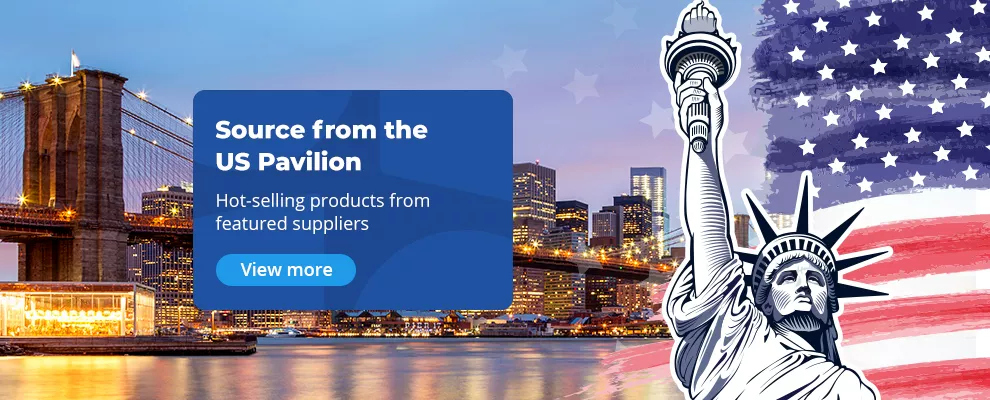 Source from the
US Pavilion
Hot-selling products from
featured suppliers
View more